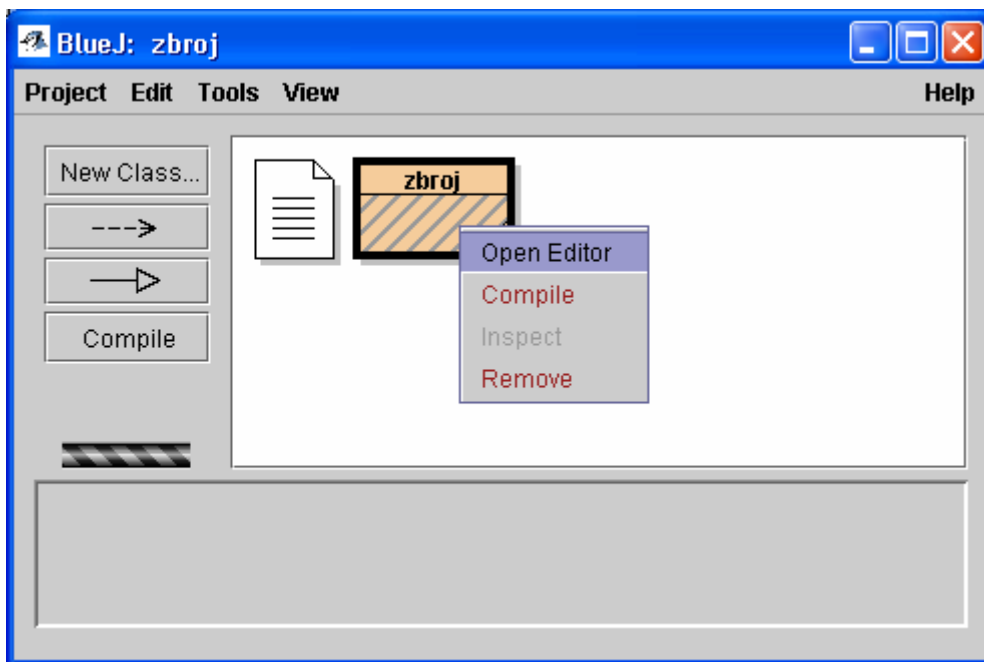 BlueJ: zbroj
Project Edit Tools View Help
New Class...
zbroj
Open Editor
Compile
Inspect
Compile
Remove